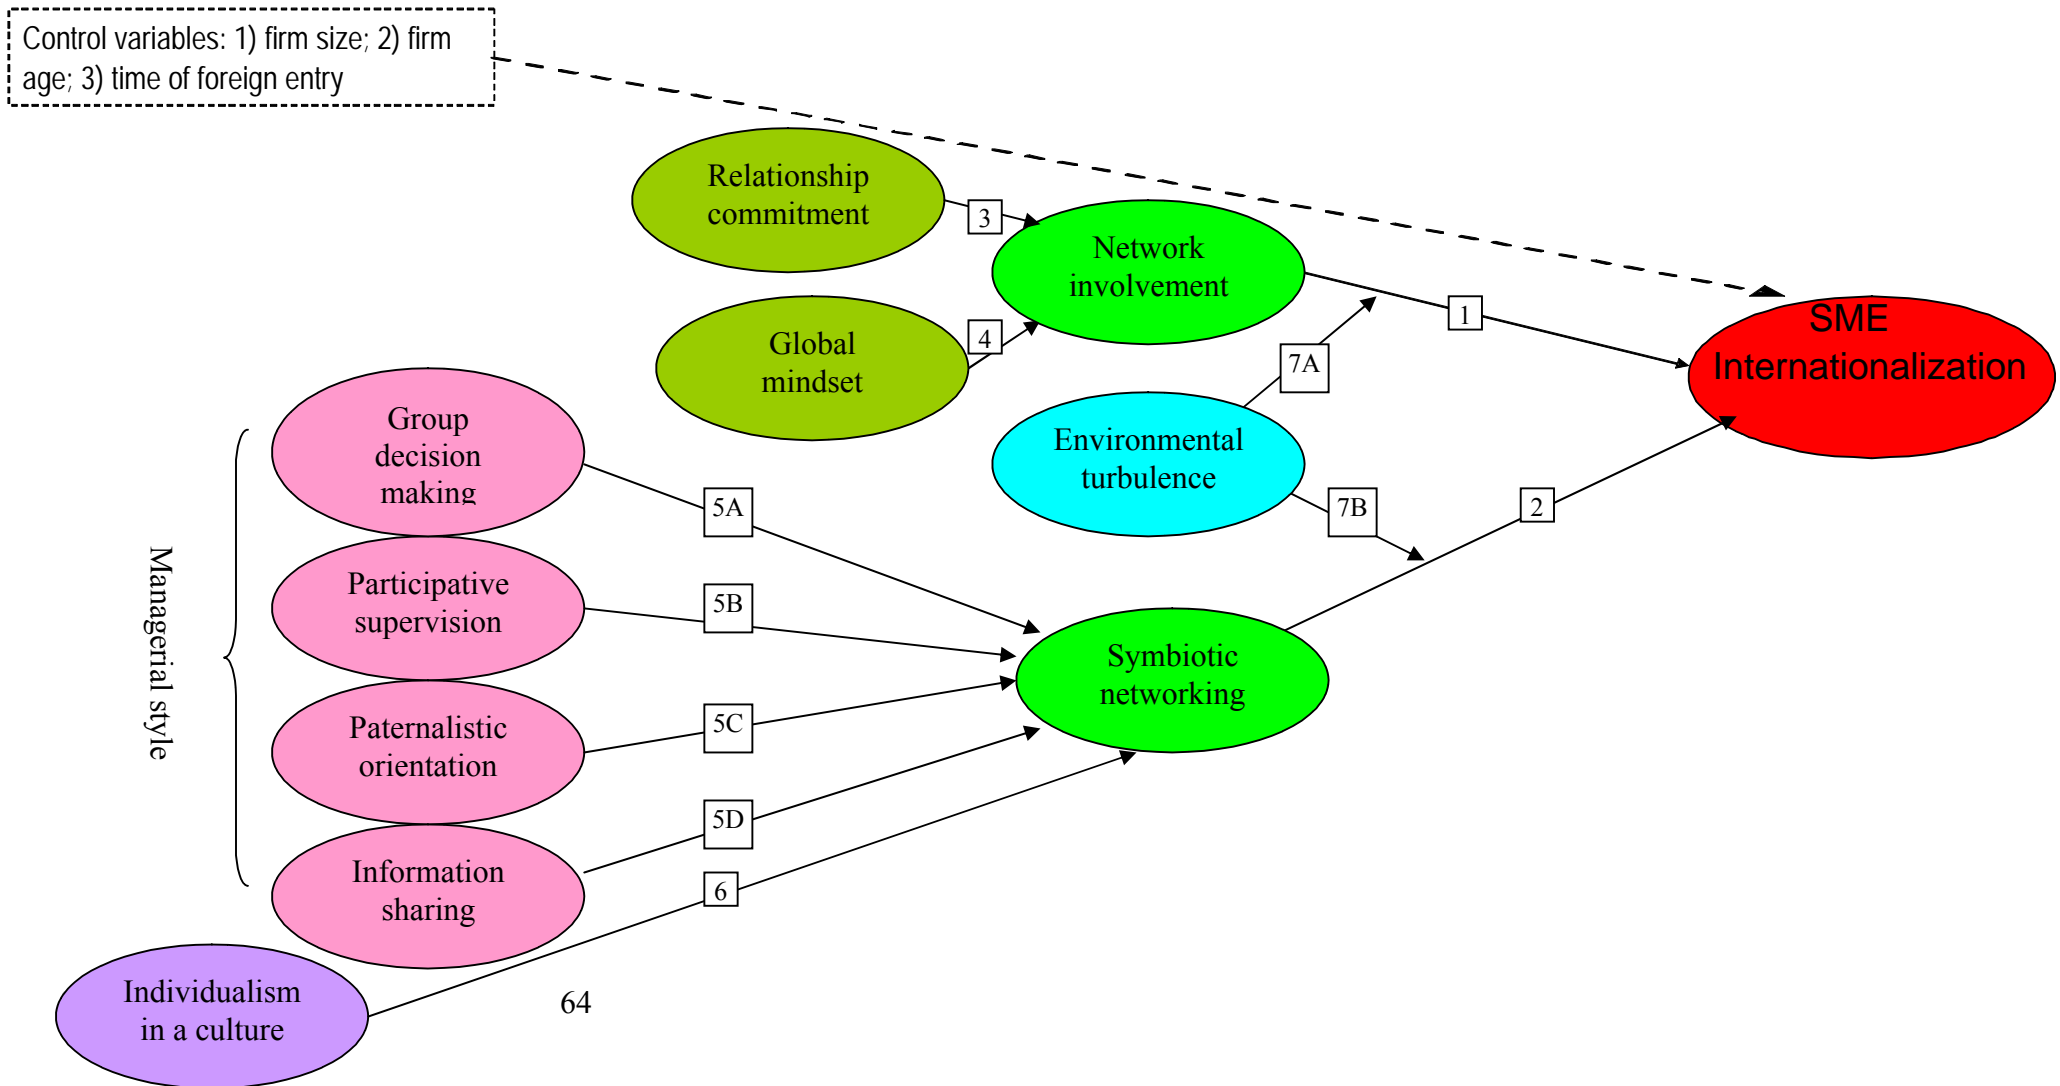 Control variables: 1) firm size; 2) firm
age; 3) time of foreign entry
Relationship
commitment
3
Network
involvement
1
SME
Internationalization
Global
mindset
4
7A
Environmental
turbulence
7B
2
Managerial style
Group
decision
making
5A
Participative
supervision
5B
Symbiotic
networking
Paternalistic
orientation
5C
Information
sharing
5D
6
Individualism
in a culture
64